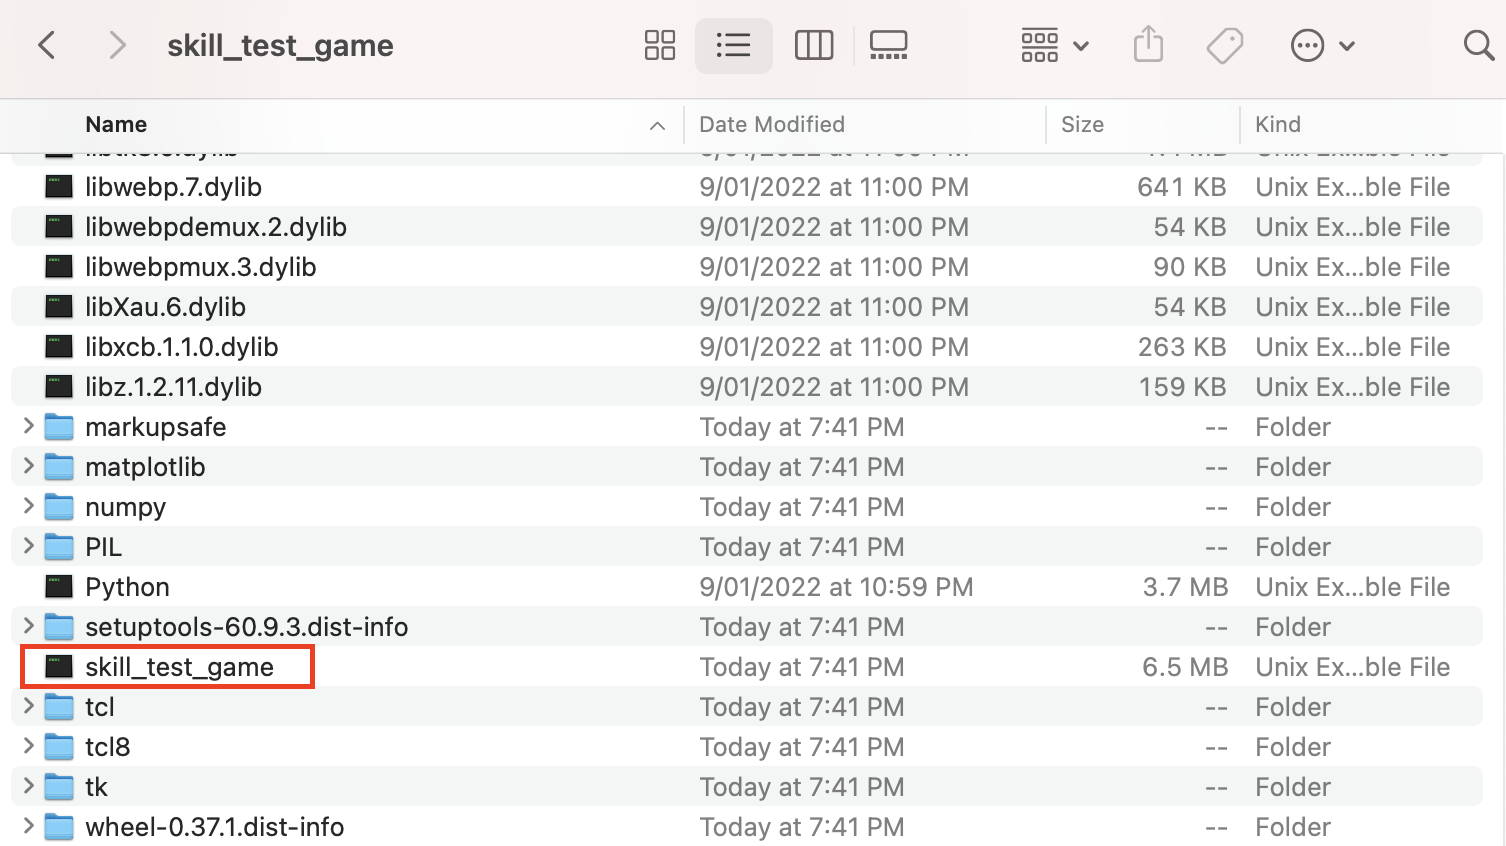 skill_test_game
Name Date Modified Size Kind
libwebp.7.dylib 9/01/2022 at 11:00 PM 641 KB Unix Ex...ble File
libwebpdemux.2.dylib 9/01/2022 at 11:00 PM 54 KB Unix Ex...ble File
libwebpmux.3.dylib 9/01/2022 at 11:00 PM 90 KB Unix Ex...ble File
libXau.6.dylib 9/01/2022 at 11:00 PM 54 KB Unix Ex...ble File
libxcb.1.1.0.dylib 9/01/2022 at 11:00 PM 263 KB Unix Ex...ble File
libz.1.2.11.dylib 9/01/2022 at 11:00 PM 159 KB Unix Ex...ble File
markupsafe Today at 7:41 PM -- Folder
matplotlib Today at 7:41 PM -- Folder
numpy Today at 7:41 PM -- Folder
PIL Today at 7:41 PM -- Folder
Python 9/01/2022 at 10:59 PM 3.7 MB Unix Ex...ble File
setuptools-60.9.3.dist-info Today at 7:41 PM -- Folder
skill_test_game Today at 7:41 PM 6.5 MB Unix Ex...ble File
tcl Today at 7:41 PM -- Folder
tcl8 Today at 7:41 PM -- Folder
tk Today at 7:41 PM -- Folder
wheel-0.37.1.dist-info Today at 7:41 PM -- Folder